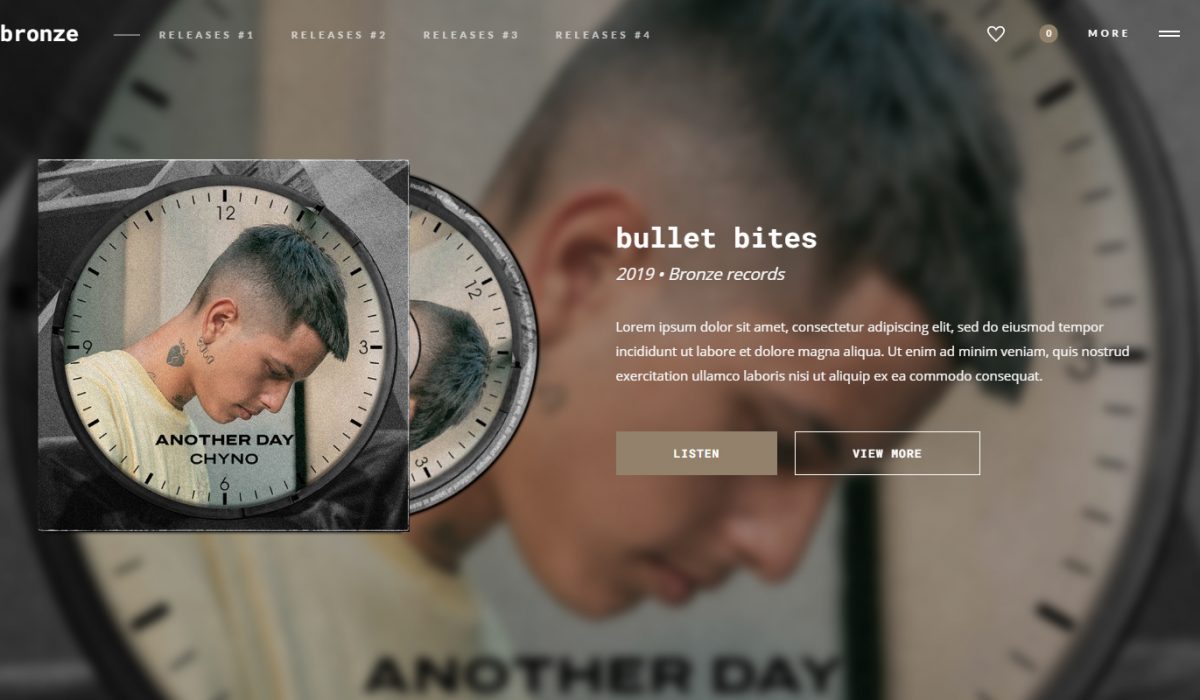 bronze
RELEASES #1
RELEASES #2
RELEASES #3
RELEASES #4
0
MORE
12
9
3
ANOTHER DAY
CHYNO
6
12
3
bullet bites
2019 • Bronze records
Lorem ipsum dolor sit amet, consectetur adipiscing elit, sed do eiusmod tempor
incididunt ut labore et dolore magna aliqua. Ut enim ad minim veniam, quis nostrud
exercitation ullamco laboris nisi ut aliquip ex ea commodo consequat.
LISTEN
VIEW MORE
ANOTHER DAY